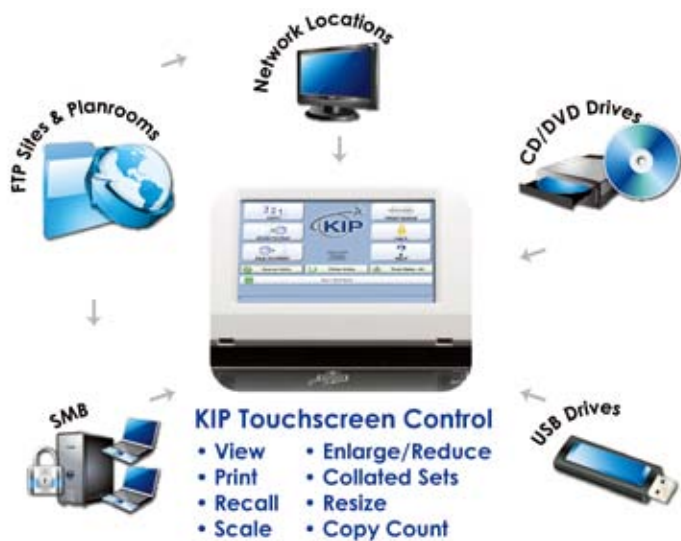 Network Locations
FTP Sites & Planrooms
CD/DVD Drives
KIP
SMB
USB Drives
KIP Touchscreen Control
• View
• Print
• Recall
• Scale
• Enlarge/Reduce
• Collated Sets
• Resize
• Copy Count